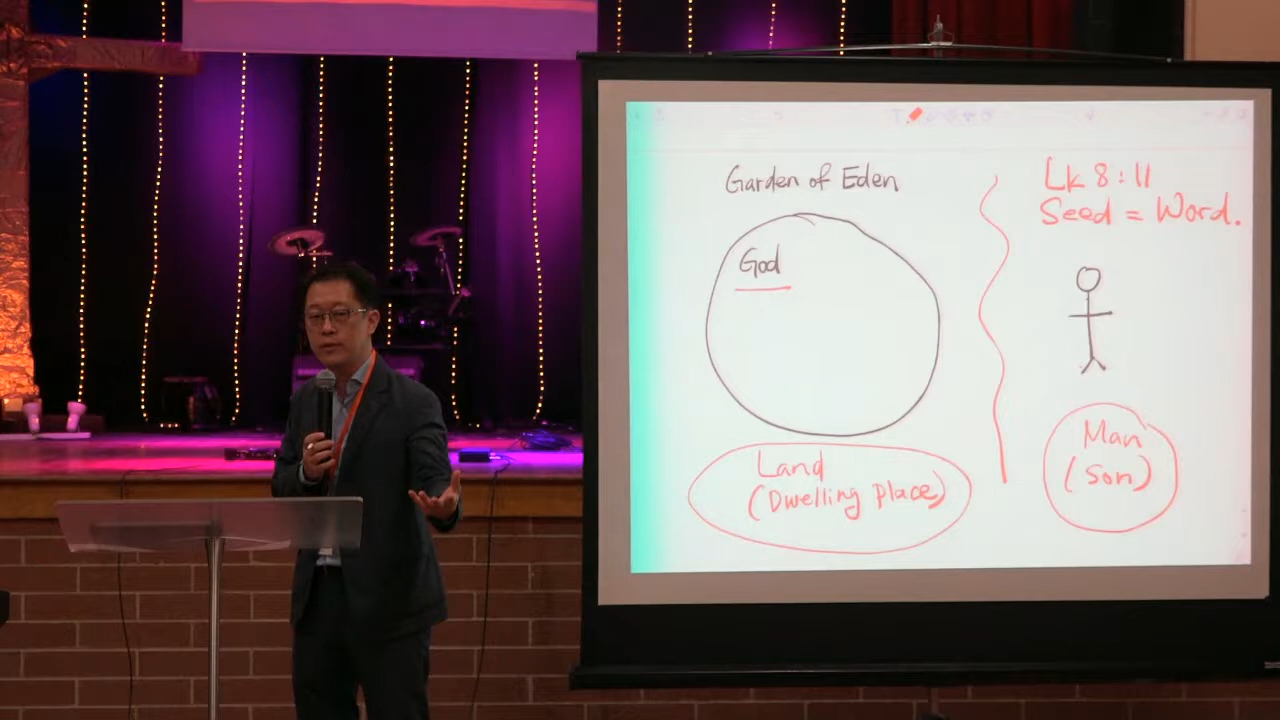 Garden of Eden
God
Land
(Dwelling Place)
Lk 8:11
Seed = Word.
Man
(Son)